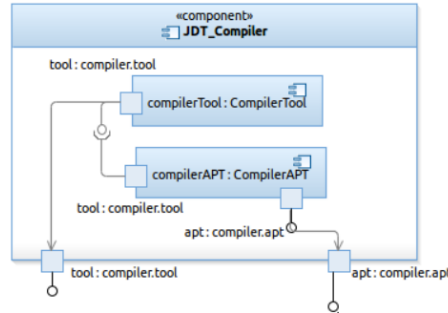 «component»
JDT_Compiler
tool : compiler.tool
compilerTool : CompilerTool
compilerAPT : CompilerAPT
tool : compiler.tool
apt : compiler.apt
tool : compiler.tool
apt : compiler.apt